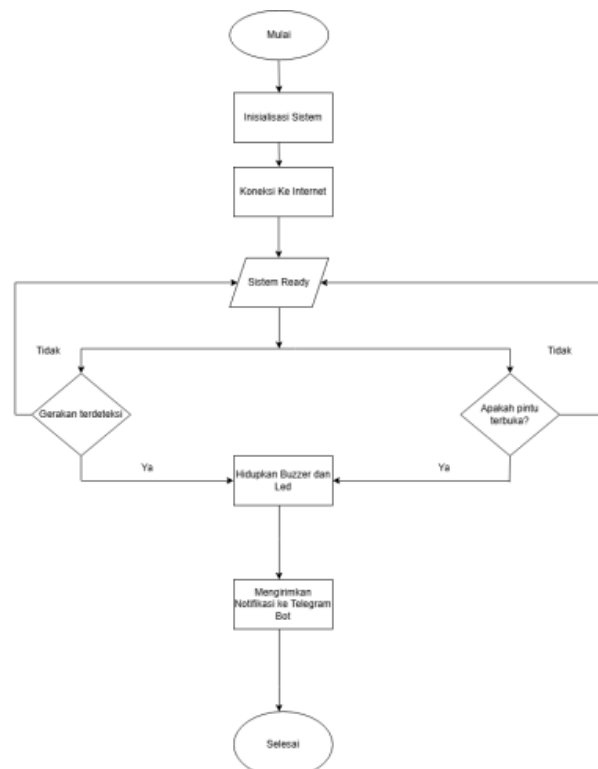 Mulai
Inisialisasi Sistem
Koneksi Ke Internet
Sistem Ready
Tidak
Tidak
Gerakan terdeteksi
Apakah pintu
terbuka?
Ya
Ya
Hidupkan Buzzer dan
Led
Mengirimkan
Notifikasi ke Telegram
Bot
Selesai